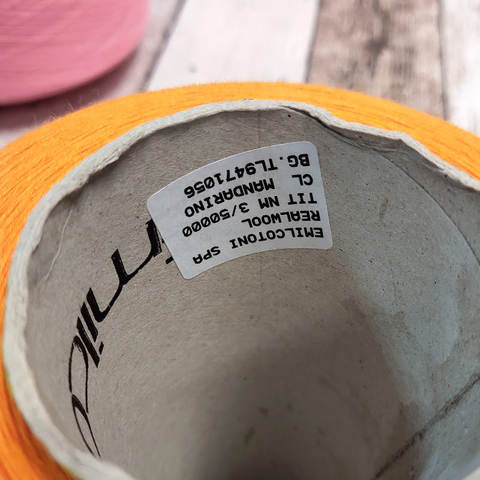 EMILCOTONI SPA
REALWOOL
TIT NM 3/50000
CL MANDARINO
BG.TL9471056